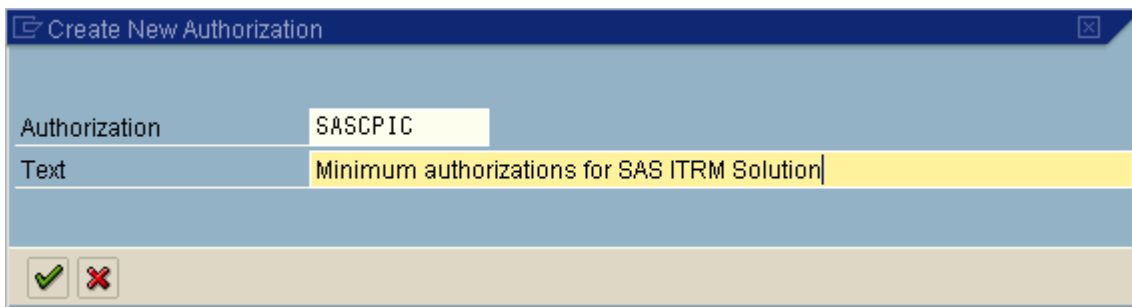 Create New Authorization
Authorization SASCPIC
Text Minimum authorizations for SAS ITRM Solution